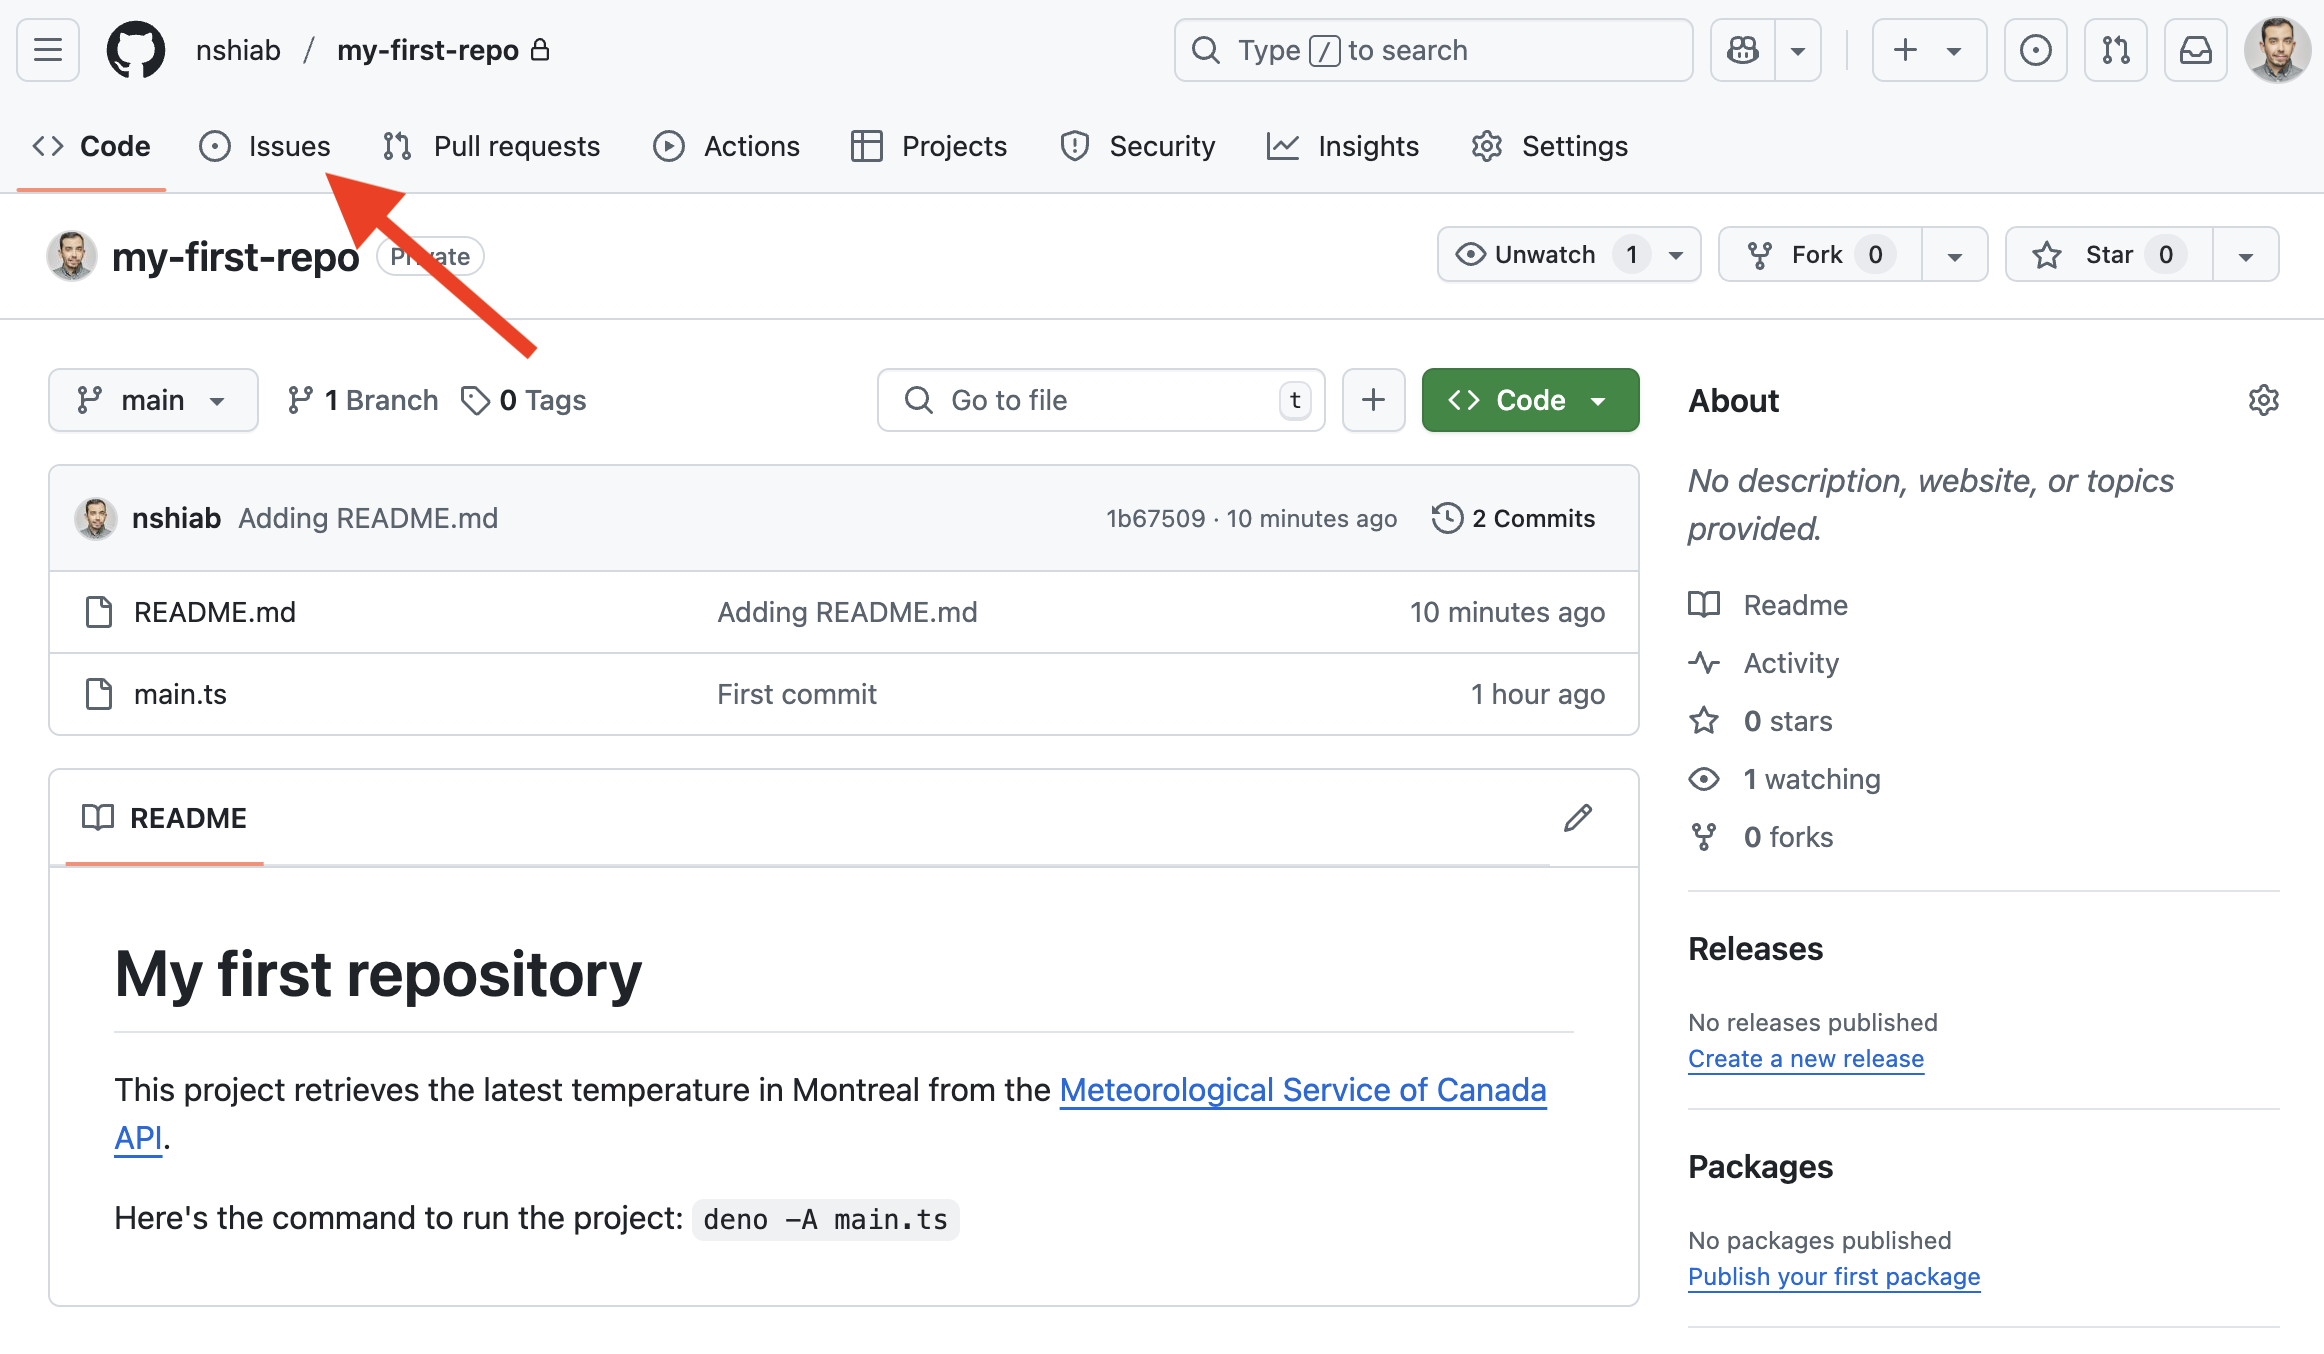 nshiab / my-first-repo
Type / to search
Code Issues Pull requests Actions Projects Security Insights Settings
my-first-repo Private
Unwatch 1 Fork 0 Star 0
main 1 Branch 0 Tags
Go to file t
Code
nshiab Adding README.md 1b67509 · 10 minutes ago 2 Commits
README.md Adding README.md 10 minutes ago
main.ts First commit 1 hour ago
README
My first repository
This project retrieves the latest temperature in Montreal from the Meteorological Service of Canada
API.
Here's the command to run the project: deno -A main.ts
About
No description, website, or topics
provided.
Readme
Activity
0 stars
1 watching
0 forks
Releases
No releases published
Create a new release
Packages
No packages published
Publish your first package